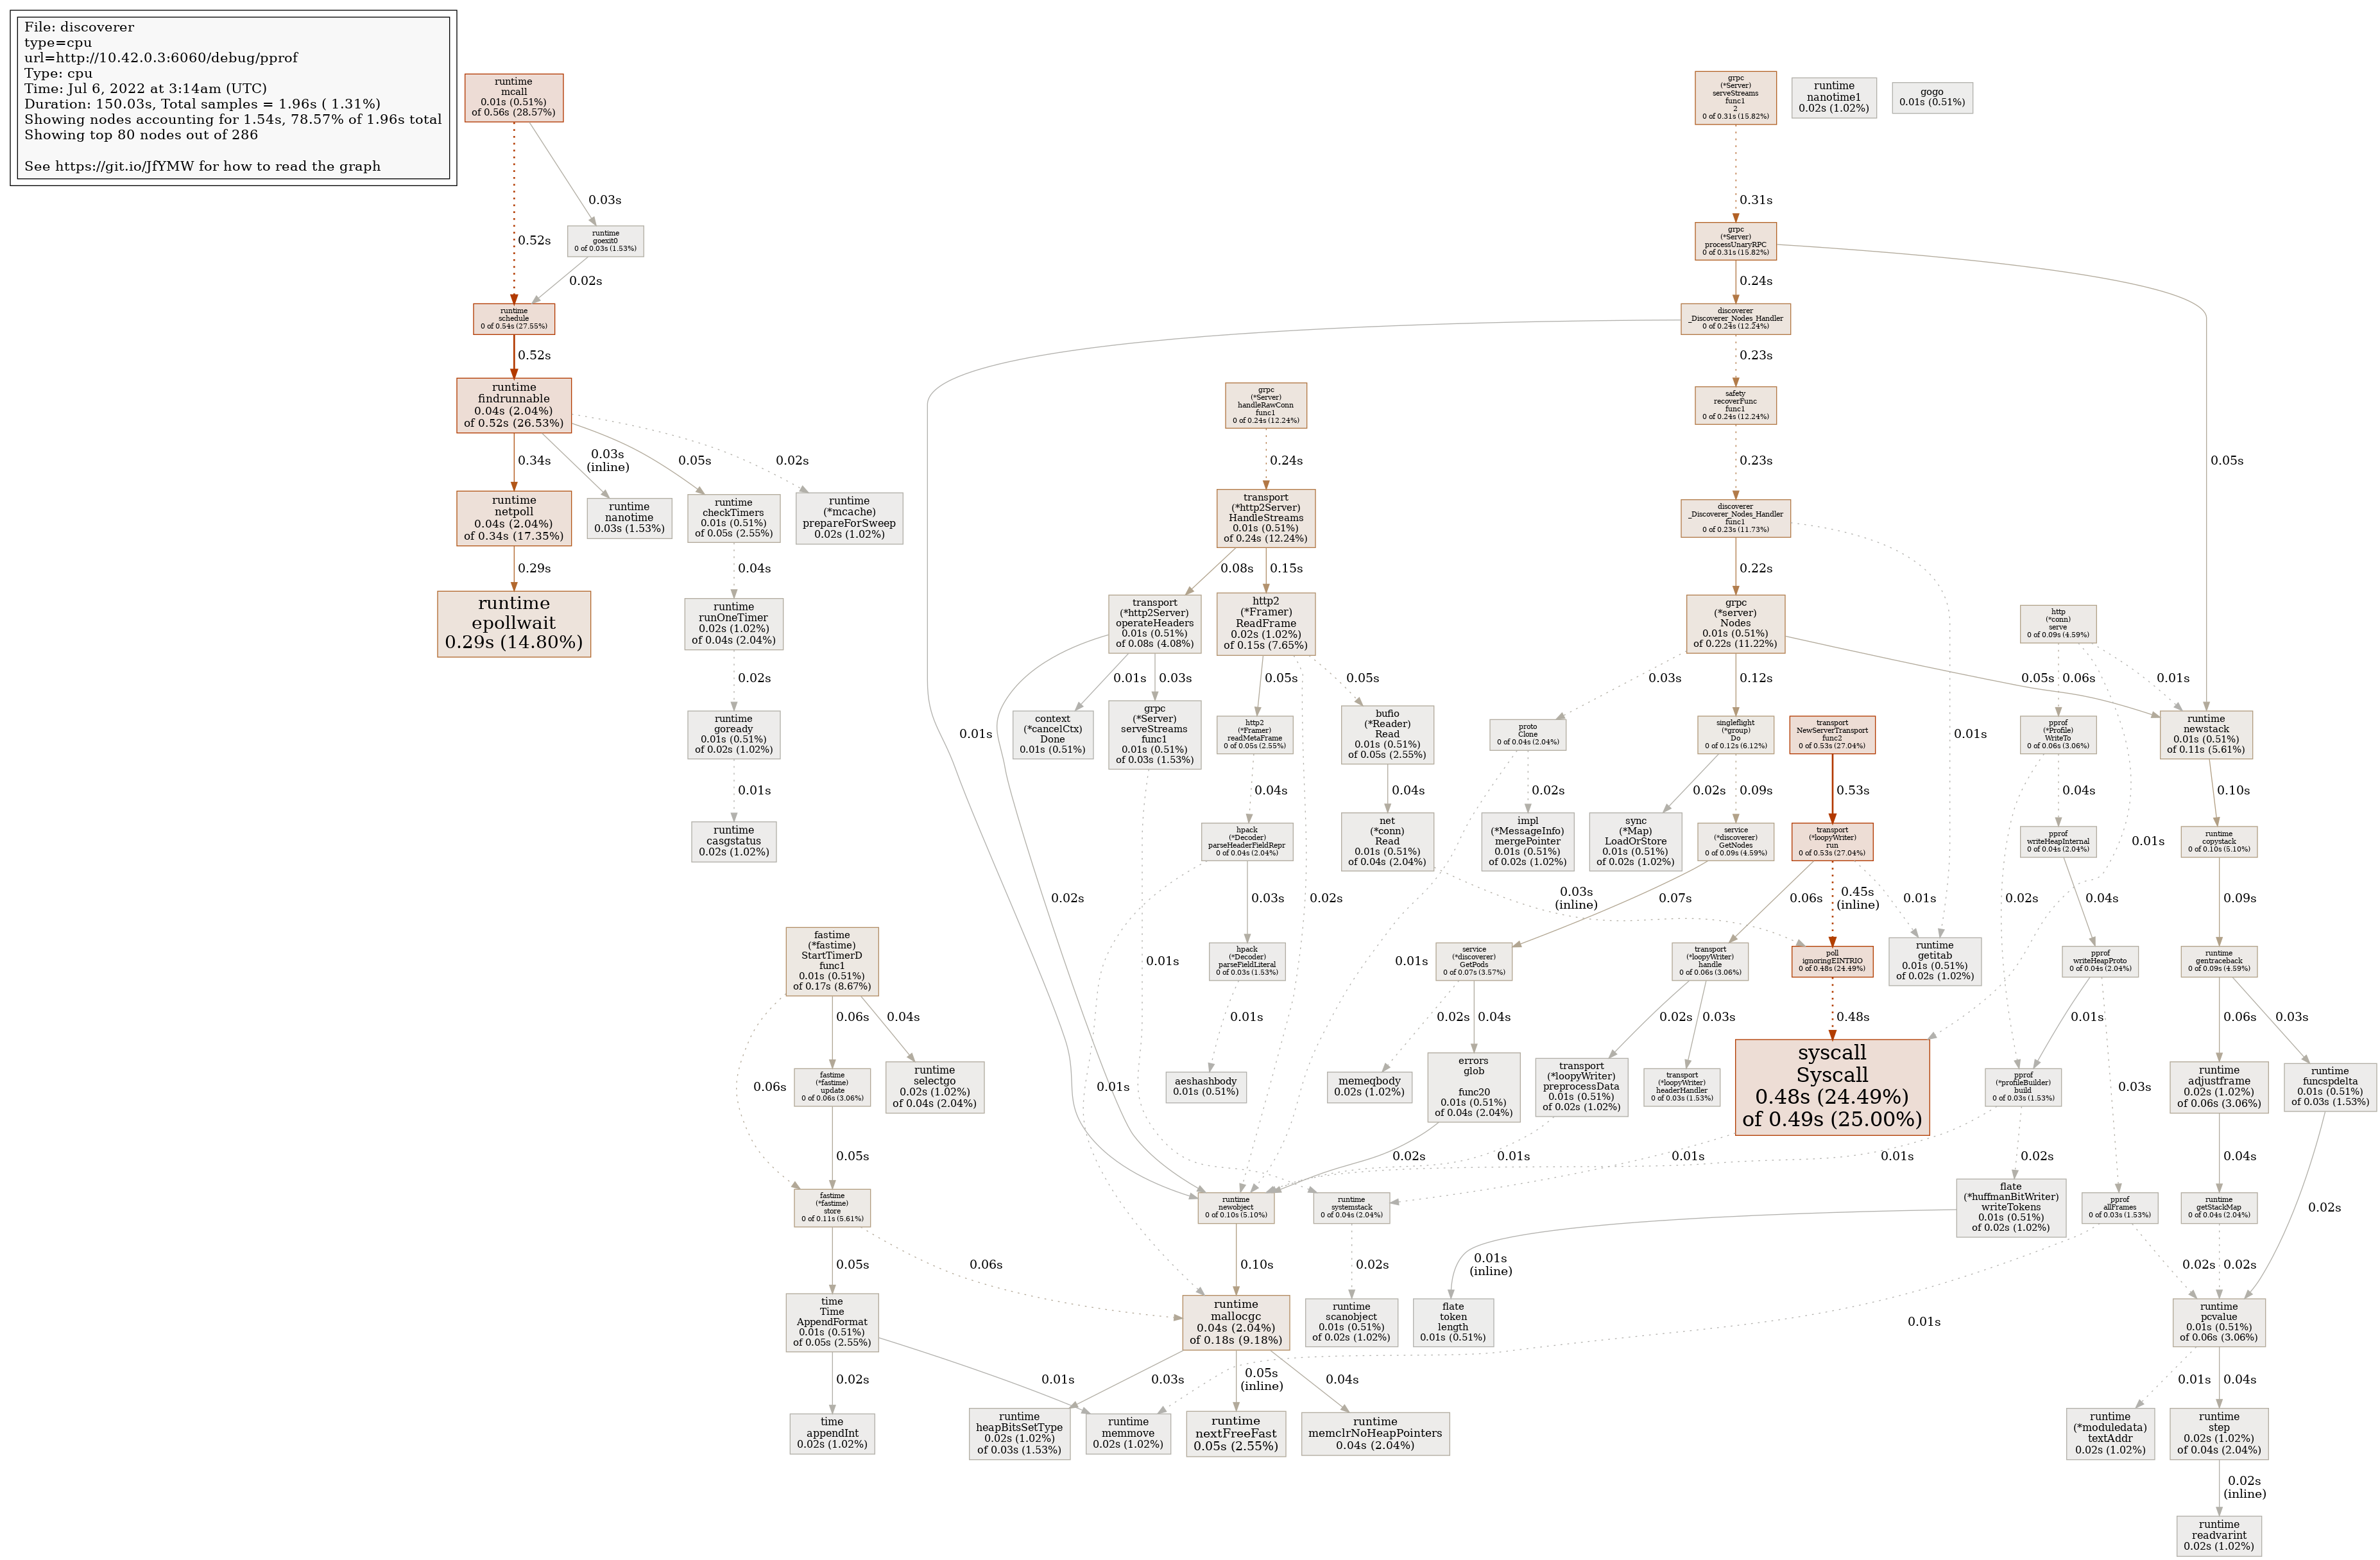 File: discoverer
type=cpu
url=http://10.42.0.3:6060/debug/pprof
Type: cpu
Time: Jul 6, 2022 at 3:14am (UTC)
Duration: 150.03s, Total samples = 1.96s ( 1.31%)
Showing nodes accounting for 1.54s, 78.57% of 1.96s total
Showing top 80 nodes out of 286
See https://git.io/JfYMW for how to read the graph
runtime
mcall
0.01s (0.51%)
of 0.56s (28.57%)
grpc
(*Server)
serveStreams
func1
2
0 of 0.31s (15.82%)
runtime
nanotime1
0.02s (1.02%)
gogo
0.01s (0.51%)
0.03s
0.31s
0.52s
runtime
goexit0
0 of 0.03s (1.53%)
grpc
(*Server)
processUnaryRPC
0 of 0.31s (15.82%)
0.02s
0.24s
runtime
schedule
0 of 0.54s (27.55%)
discoverer
_Discoverer_Nodes_Handler
0 of 0.24s (12.24%)
0.52s
0.23s
runtime
findrunnable
0.04s (2.04%)
of 0.52s (26.53%)
grpc
(*Server)
handleRawConn
func1
0 of 0.24s (12.24%)
safety
recoverFunc
func1
0 of 0.24s (12.24%)
0.34s
0.03s
(inline)
0.05s
0.02s
0.24s
0.23s
0.05s
runtime
netpoll
0.04s (2.04%)
of 0.34s (17.35%)
runtime
nanotime
0.03s (1.53%)
runtime
checkTimers
0.01s (0.51%)
of 0.05s (2.55%)
runtime
(*mcache)
prepareForSweep
0.02s (1.02%)
transport
(*http2Server)
HandleStreams
0.01s (0.51%)
of 0.24s (12.24%)
discoverer
_Discoverer_Nodes_Handler
func1
0 of 0.23s (11.73%)
0.29s
0.04s
0.08s
0.15s
0.22s
runtime
epollwait
0.29s (14.80%)
runtime
runOneTimer
0.02s (1.02%)
of 0.04s (2.04%)
transport
(*http2Server)
operateHeaders
0.01s (0.51%)
of 0.08s (4.08%)
http2
(*Framer)
ReadFrame
0.02s (1.02%)
of 0.15s (7.65%)
grpc
(*server)
Nodes
0.01s (0.51%)
of 0.22s (11.22%)
http
(*conn)
serve
0 of 0.09s (4.59%)
0.02s
0.01s
0.03s
0.05s
0.05s
0.03s
0.12s
0.05s
0.06s
0.01s
runtime
goready
0.01s (0.51%)
of 0.02s (1.02%)
0.01s
context
(*cancelCtx)
Done
0.01s (0.51%)
grpc
(*Server)
serveStreams
func1
0.01s (0.51%)
of 0.03s (1.53%)
http2
(*Framer)
readMetaFrame
0 of 0.05s (2.55%)
bufio
(*Reader)
Read
0.01s (0.51%)
of 0.05s (2.55%)
proto
Clone
0 of 0.04s (2.04%)
singleflight
(*group)
Do
0 of 0.12s (6.12%)
transport
NewServerTransport
func2
0 of 0.53s (27.04%)
0.01s
pprof
(*Profile)
WriteTo
0 of 0.06s (3.06%)
runtime
newstack
0.01s (0.51%)
of 0.11s (5.61%)
0.01s
0.04s
0.04s
0.02s
0.02s
0.09s
0.53s
0.04s
0.10s
runtime
casgstatus
0.02s (1.02%)
hpack
(*Decoder)
parseHeaderFieldRepr
0 of 0.04s (2.04%)
net
(*conn)
Read
0.01s (0.51%)
of 0.04s (2.04%)
impl
(*MessageInfo)
mergePointer
0.01s (0.51%)
of 0.02s (1.02%)
sync
(*Map)
LoadOrStore
0.01s (0.51%)
of 0.02s (1.02%)
service
(*discoverer)
GetNodes
0 of 0.09s (4.59%)
transport
(*loopyWriter)
run
0 of 0.53s (27.04%)
pprof
writeHeapInternal
0 of 0.04s (2.04%)
0.01s
runtime
copystack
0 of 0.10s (5.10%)
0.02s
0.03s
0.02s
0.03s
(inline)
0.07s
0.06s
0.45s
(inline)
0.01s
0.02s
0.04s
0.09s
fastime
(*fastime)
StartTimerD
func1
0.01s (0.51%)
of 0.17s (8.67%)
0.01s
hpack
(*Decoder)
parseFieldLiteral
0 of 0.03s (1.53%)
0.01s
service
(*discoverer)
GetPods
0 of 0.07s (3.57%)
transport
(*loopyWriter)
handle
0 of 0.06s (3.06%)
poll
ignoringEINTRIO
0 of 0.48s (24.49%)
runtime
getitab
0.01s (0.51%)
of 0.02s (1.02%)
pprof
writeHeapProto
0 of 0.04s (2.04%)
runtime
gentraceback
0 of 0.09s (4.59%)
0.06s
0.04s
0.01s
0.02s
0.04s
0.02s
0.03s
0.48s
0.01s
0.06s
0.03s
0.06s
fastime
(*fastime)
update
0 of 0.06s (3.06%)
runtime
selectgo
0.02s (1.02%)
of 0.04s (2.04%)
0.01s
aeshashbody
0.01s (0.51%)
memeqbody
0.02s (1.02%)
errors
glob
func20
0.01s (0.51%)
of 0.04s (2.04%)
transport
(*loopyWriter)
preprocessData
0.01s (0.51%)
of 0.02s (1.02%)
transport
(*loopyWriter)
headerHandler
0 of 0.03s (1.53%)
syscall
Syscall
0.48s (24.49%)
of 0.49s (25.00%)
pprof
(*profileBuilder)
build
0 of 0.03s (1.53%)
0.03s
runtime
adjustframe
0.02s (1.02%)
of 0.06s (3.06%)
runtime
funcspdelta
0.01s (0.51%)
of 0.03s (1.53%)
0.05s
0.02s
0.01s
0.01s
0.01s
0.02s
0.04s
fastime
(*fastime)
store
0 of 0.11s (5.61%)
runtime
newobject
0 of 0.10s (5.10%)
runtime
systemstack
0 of 0.04s (2.04%)
flate
(*huffmanBitWriter)
writeTokens
0.01s (0.51%)
of 0.02s (1.02%)
pprof
allFrames
0 of 0.03s (1.53%)
runtime
getStackMap
0 of 0.04s (2.04%)
0.02s
0.05s
0.06s
0.10s
0.02s
0.01s
(inline)
0.02s
0.02s
time
Time
AppendFormat
0.01s (0.51%)
of 0.05s (2.55%)
runtime
mallocgc
0.04s (2.04%)
of 0.18s (9.18%)
runtime
scanobject
0.01s (0.51%)
of 0.02s (1.02%)
flate
token
length
0.01s (0.51%)
0.01s
runtime
pcvalue
0.01s (0.51%)
of 0.06s (3.06%)
0.02s
0.01s
0.03s
0.05s
(inline)
0.04s
0.01s
0.04s
time
appendInt
0.02s (1.02%)
runtime
heapBitsSetType
0.02s (1.02%)
of 0.03s (1.53%)
runtime
memmove
0.02s (1.02%)
runtime
nextFreeFast
0.05s (2.55%)
runtime
memclrNoHeapPointers
0.04s (2.04%)
runtime
(*moduledata)
textAddr
0.02s (1.02%)
runtime
step
0.02s (1.02%)
of 0.04s (2.04%)
0.02s
(inline)
runtime
readvarint
0.02s (1.02%)